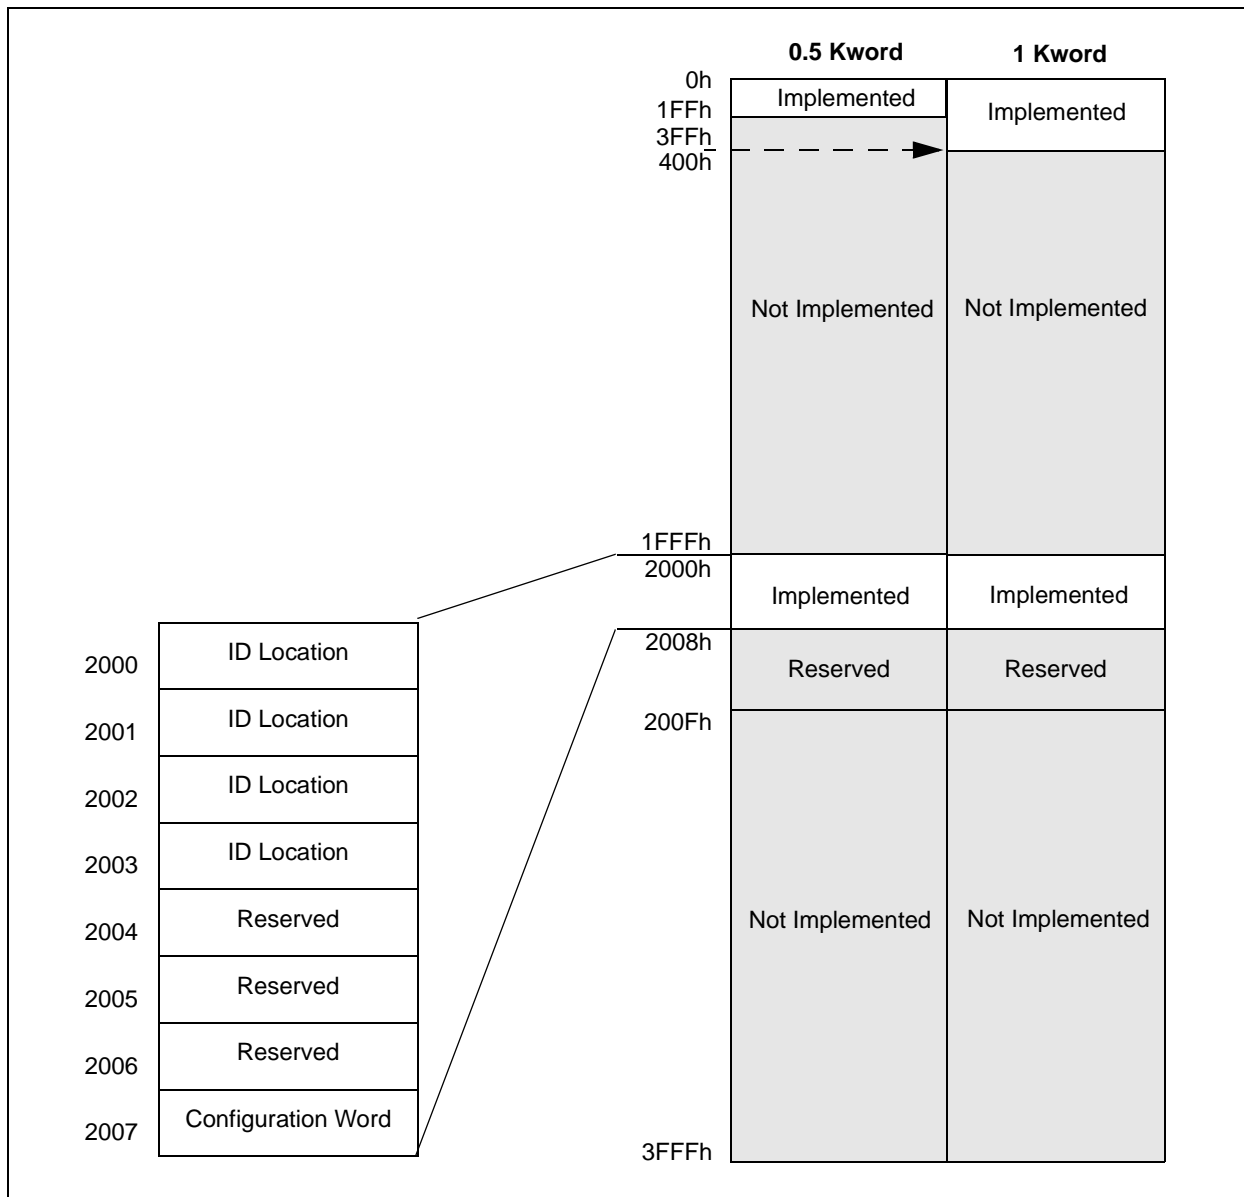 0.5 Kword
1 Kword
0h
Implemented
Implemented
1FFh
3FFh
400h
Not Implemented
Not Implemented
1FFFh
2000h
Implemented
Implemented
2008h
Reserved
Reserved
200Fh
Not Implemented
Not Implemented
3FFFh
2000
ID Location
2001
ID Location
2002
ID Location
2003
ID Location
2004
Reserved
2005
Reserved
2006
Reserved
2007
Configuration Word